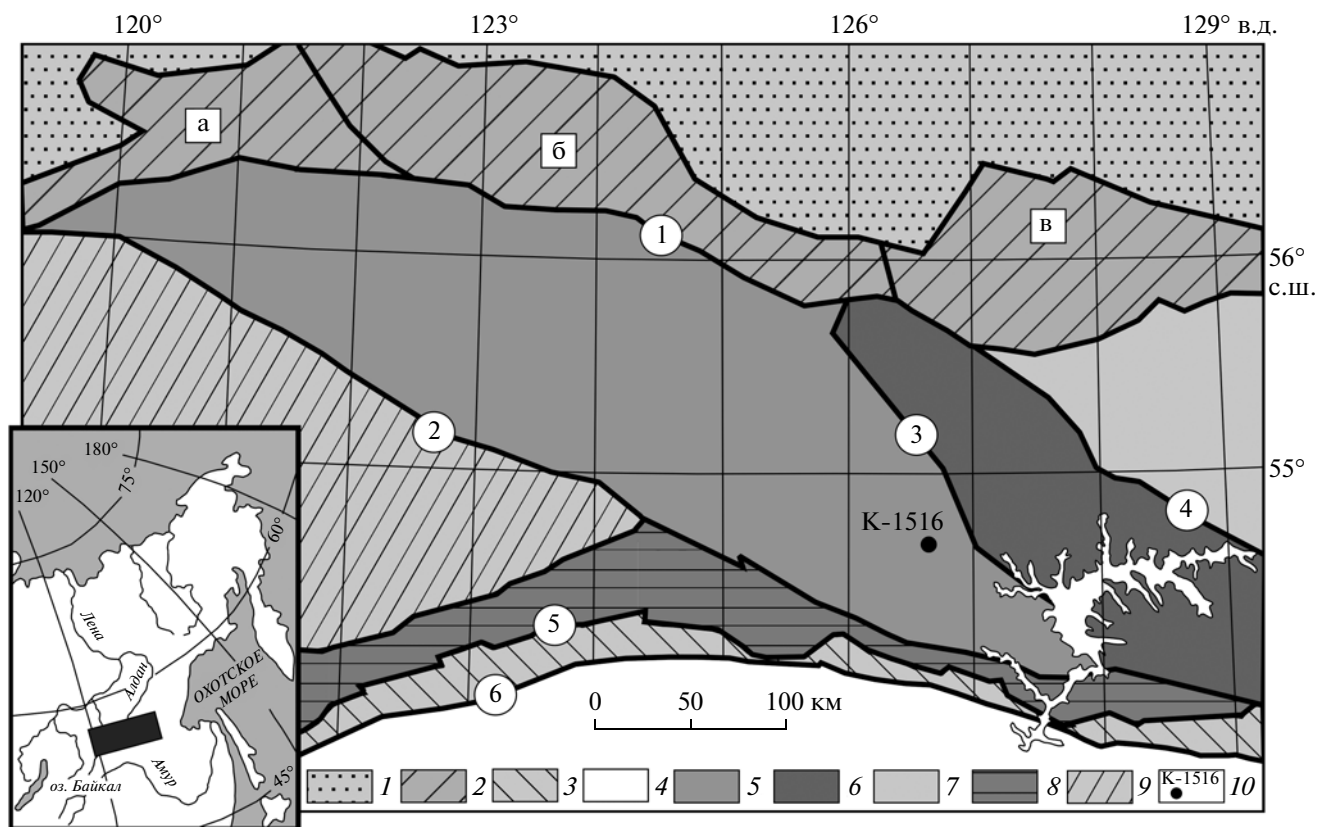 120° 123° 126° 129° в.д.
а
б
в
1
56°
с.ш.
2
3
55°
4
К-1516
5
6
0 50 100 км
180°
150°
120°
75°
60°
45°
Лена
Алдан
ОХОТСКОЕ
МОРЕ
Амур
оз. Байкал
1 2 3 4 5 6 7 8 9 К-1516 10